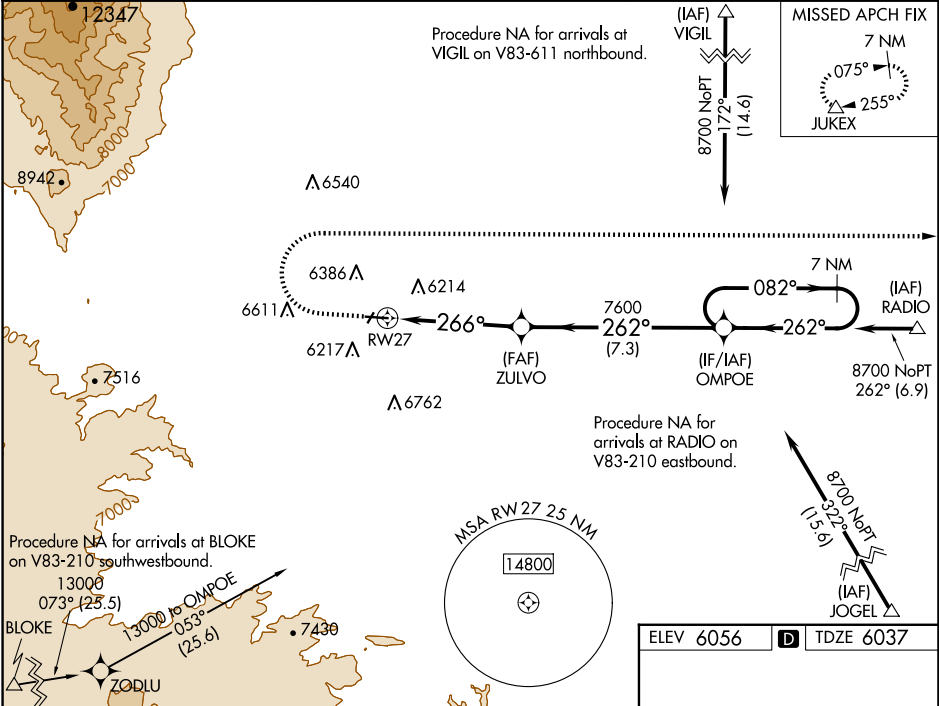 12347
Procedure NA for arrivals at
VIGIL on V83-611 northbound.
(IAF)
VIGIL
8700 NoPT
172°
(14.6)
MISSED APCH FIX
7 NM
075°
255°
JUKEX
8000
7000
8942
6540
6386
6214
6611
6217
RW27
266°
(FAF)
ZULVO
7600
262°
(7.3)
(IF/IAF)
OMPOE
082°
7 NM
262°
(IAF)
RADIO
8700 NoPT
262° (6.9)
7516
6762
Procedure NA for
arrivals at RADIO on
V83-210 eastbound.
7000
8700 NoPT
322°
(15.6)
(IAF)
JOGEL
MSA RW27 25 NM
14800
Procedure NA for arrivals at BLOKE
on V83-210 southwestbound.
13000
073° (25.5)
BLOKE
13000 to OMPOE
053°
(25.6)
ZODLU
7430
ELEV 6056
D
TDZE 6037